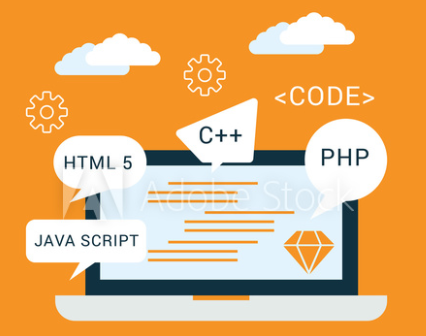 <CODE>
C++
HTML 5
PHP
JAVA SCRIPT
Adobe Stock